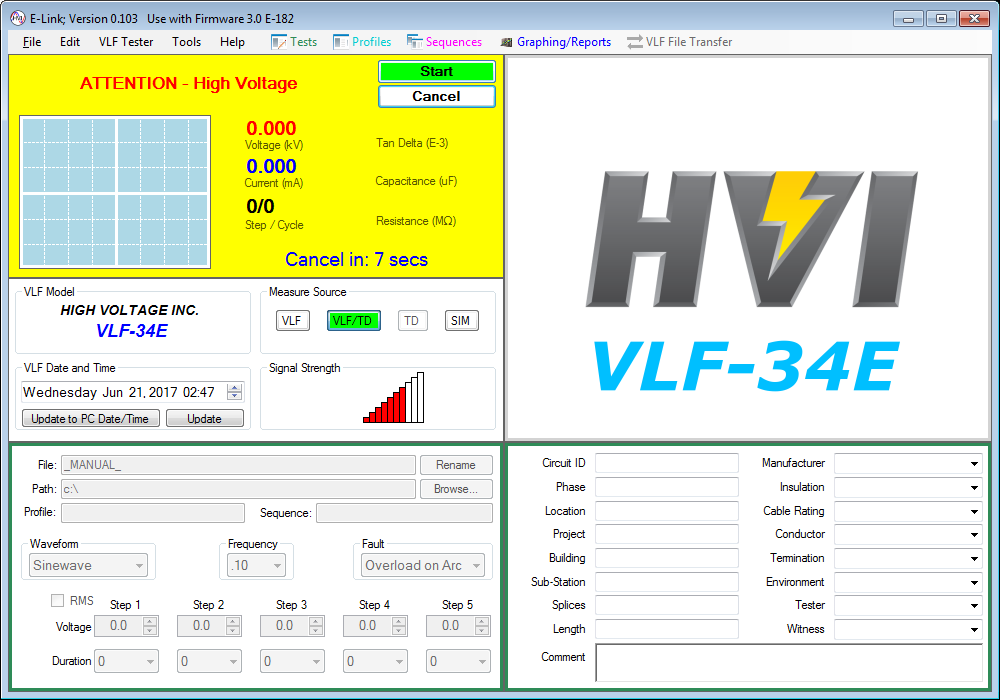 E-Link; Version 0.103   Use with Firmware 3.0 E-182
File Edit VLF Tester Tools Help Tests Profiles Sequences Graphing/Reports VLF File Transfer
ATTENTION - High Voltage
Start
Cancel
0.000
Voltage (kV)
Tan Delta (E-3)
0.000
Current (mA)
Capacitance (uF)
0/0
Step / Cycle
Resistance (MΩ)
Cancel in: 7 secs
VLF Model
HIGH VOLTAGE INC.
VLF-34E
Measure Source
VLF VLF/TD TD SIM
VLF Date and Time
Wednesday Jun 21, 2017 02:47
Update to PC Date/Time Update
Signal Strength
HVI
VLF-34E
File: _MANUAL_ Rename
Path: c:\ Browse...
Profile: Sequence:
Waveform Frequency Fault
Sinewave .10 Overload on Arc
RMS Step 1 Step 2 Step 3 Step 4 Step 5
Voltage 0.0 0.0 0.0 0.0 0.0
Duration 0 0 0 0 0
Circuit ID Manufacturer
Phase Insulation
Location Cable Rating
Project Conductor
Building Termination
Sub-Station Environment
Splices Tester
Length Witness
Comment